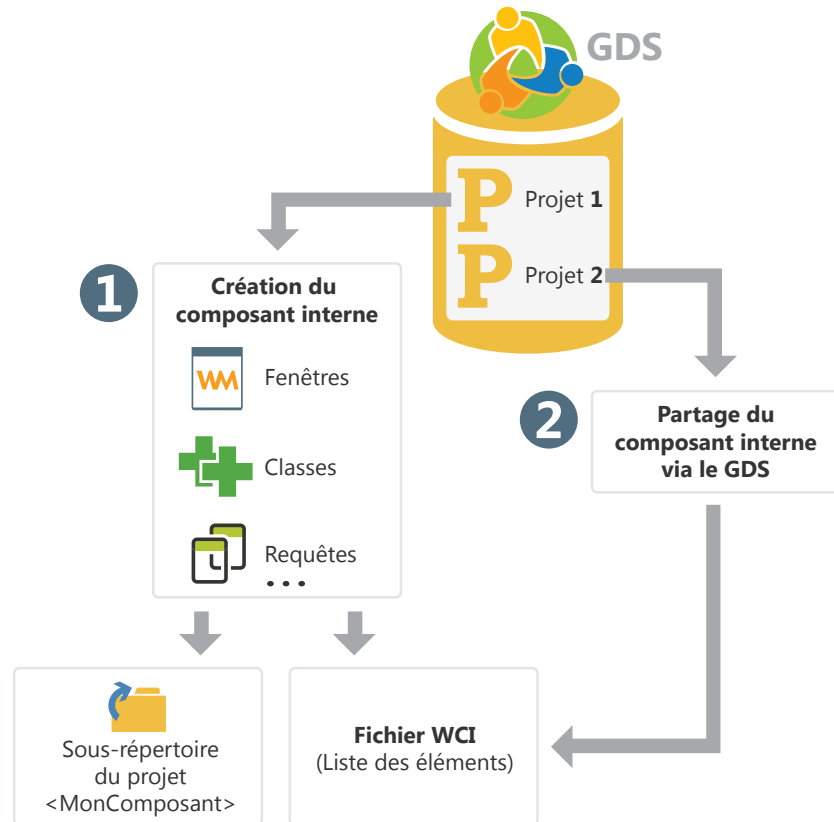 GDS
P Projet 1
P Projet 2
1
Création du
composant interne
WM Fenêtres
Classes
Requêtes
...
2
Partage du
composant interne
via le GDS
Sous-répertoire
du projet
<MonComposant>
Fichier WCI
(Liste des éléments)